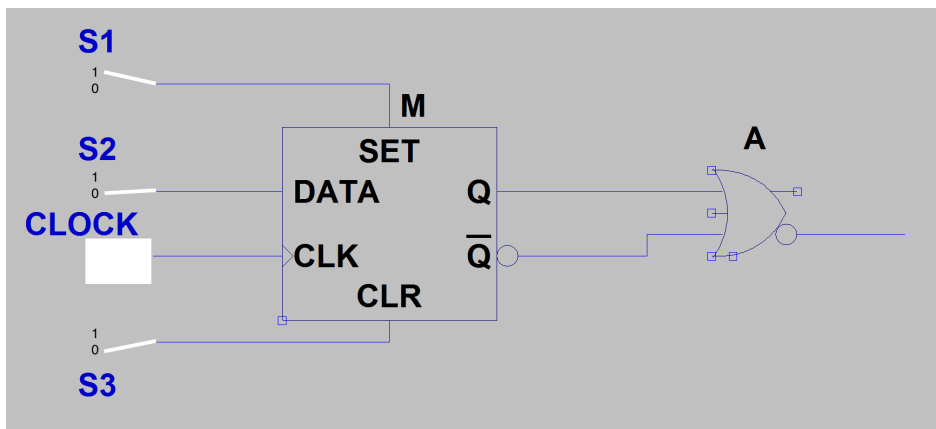 S1
1
0
M
SET
S2
1
0
DATA
Q
A
CLOCK
CLK
Q̅
CLR
1
0
S3